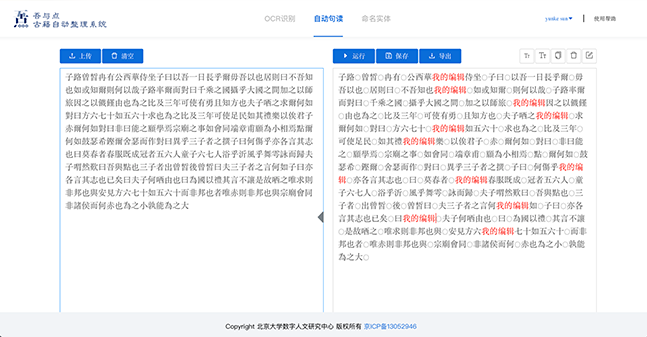 吾与点
古籍自动整理系统
OCR识别 自动句读 命名实体
使用帮助
上传 清空
运行 保存 导出
子路曾晳冉有公西華侍坐子曰以吾一日長乎爾毋吾以也居則曰不吾知
也如或知爾則何以哉子路率爾而對曰千乘之國攝乎大國之間加之以師
旅因之以饑饉由也為之比及三年可使有勇且知方也夫子哂之求爾何如
對曰方六七十如五六十求也為之比及三年可使足民如其禮樂以俟君子
赤爾何如對曰非曰能之願學焉宗廟之事如會同端章甫願為小相焉點爾
何如鼓瑟希鏗爾舍瑟而作對曰異乎三子者之撰子曰何傷乎亦各言其志
也曰莫春者春服既成冠者五六人童子六七人浴乎沂風乎舞雩詠而歸夫
子喟然歎曰吾與點也三子者出曾晳後曾晳曰夫三子者之言何如子曰亦
各言其志也已矣曰夫子何哂由也曰為國以禮其言不讓是故哂之唯求則
非邦也與安見方六七十如五六十而非邦也者唯赤則非邦也與宗廟會同
非諸侯而何赤也為之小孰能為之大
子路○曾晳○冉有○公西華我的编辑侍坐○子曰○以吾一日長乎爾○毋
吾以也○居則曰我的编辑○不吾知也我的编辑○如或知爾○則何以哉○子路率爾
而對曰○千乘之國○攝乎大國之間○加之以師旅○我的编辑因之以饑饉
○由也為之○比及三年○可使有勇○且知方也○夫子哂之我的编辑○求
爾何如○對曰○方六七十我的编辑如五六十○求也為之○比及三年○
可使足民○如其禮樂我的编辑○以俟君子○赤○爾何如○對曰○非曰能
之○願學焉○宗廟之事○如會同○端章甫○願為小相焉○點○爾何如○鼓
瑟希○鏗爾○舍瑟而作○對曰○異乎三子者之撰○子曰○何傷乎我的编
辑○亦各言其志也○曰○莫春者○我的编辑春服既成○冠者五六人○童
子六七人○浴乎沂○風乎舞雩○詠而歸○夫子喟然歎曰○吾與點也○三
子者○出曾晳○後○曾晳曰○夫三子者之言何我的编辑如○子曰○亦各
言其志也已矣○曰我的编辑○夫子何哂由也○曰○為國以禮○其言不讓
○是故哂之○唯求則非邦也與○安見方六我的编辑七十如五六十○而非
邦也者○唯赤則非邦也與○宗廟會同○非諸侯而何○赤也為之小○孰能
為之大○
Copyright 北京大学数字人文研究中心 版权所有 京ICP备13052946